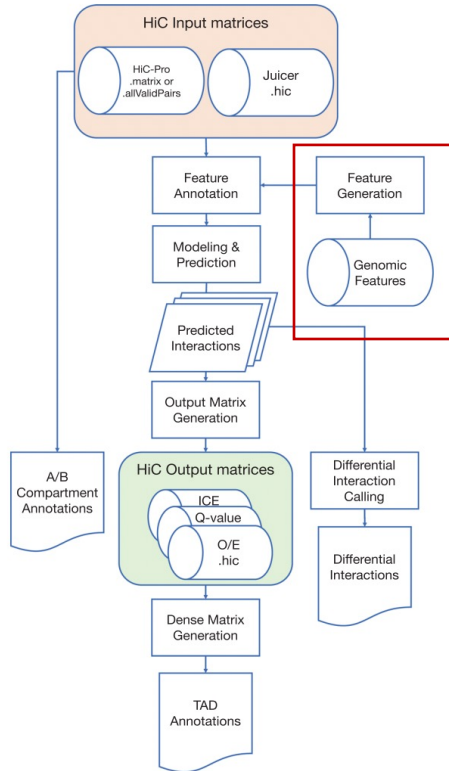 HiC Input matrices
HiC-Pro
.matrix or
.allValidPairs
Juicer
.hic
Feature
Annotation
Feature
Generation
Modeling &
Prediction
Genomic
Features
Predicted
Interactions
Output Matrix
Generation
A/B
Compartment
Annotations
HiC Output matrices
ICE
Q-value
O/E
.hic
Differential
Interaction
Calling
Differential
Interactions
Dense Matrix
Generation
TAD
Annotations